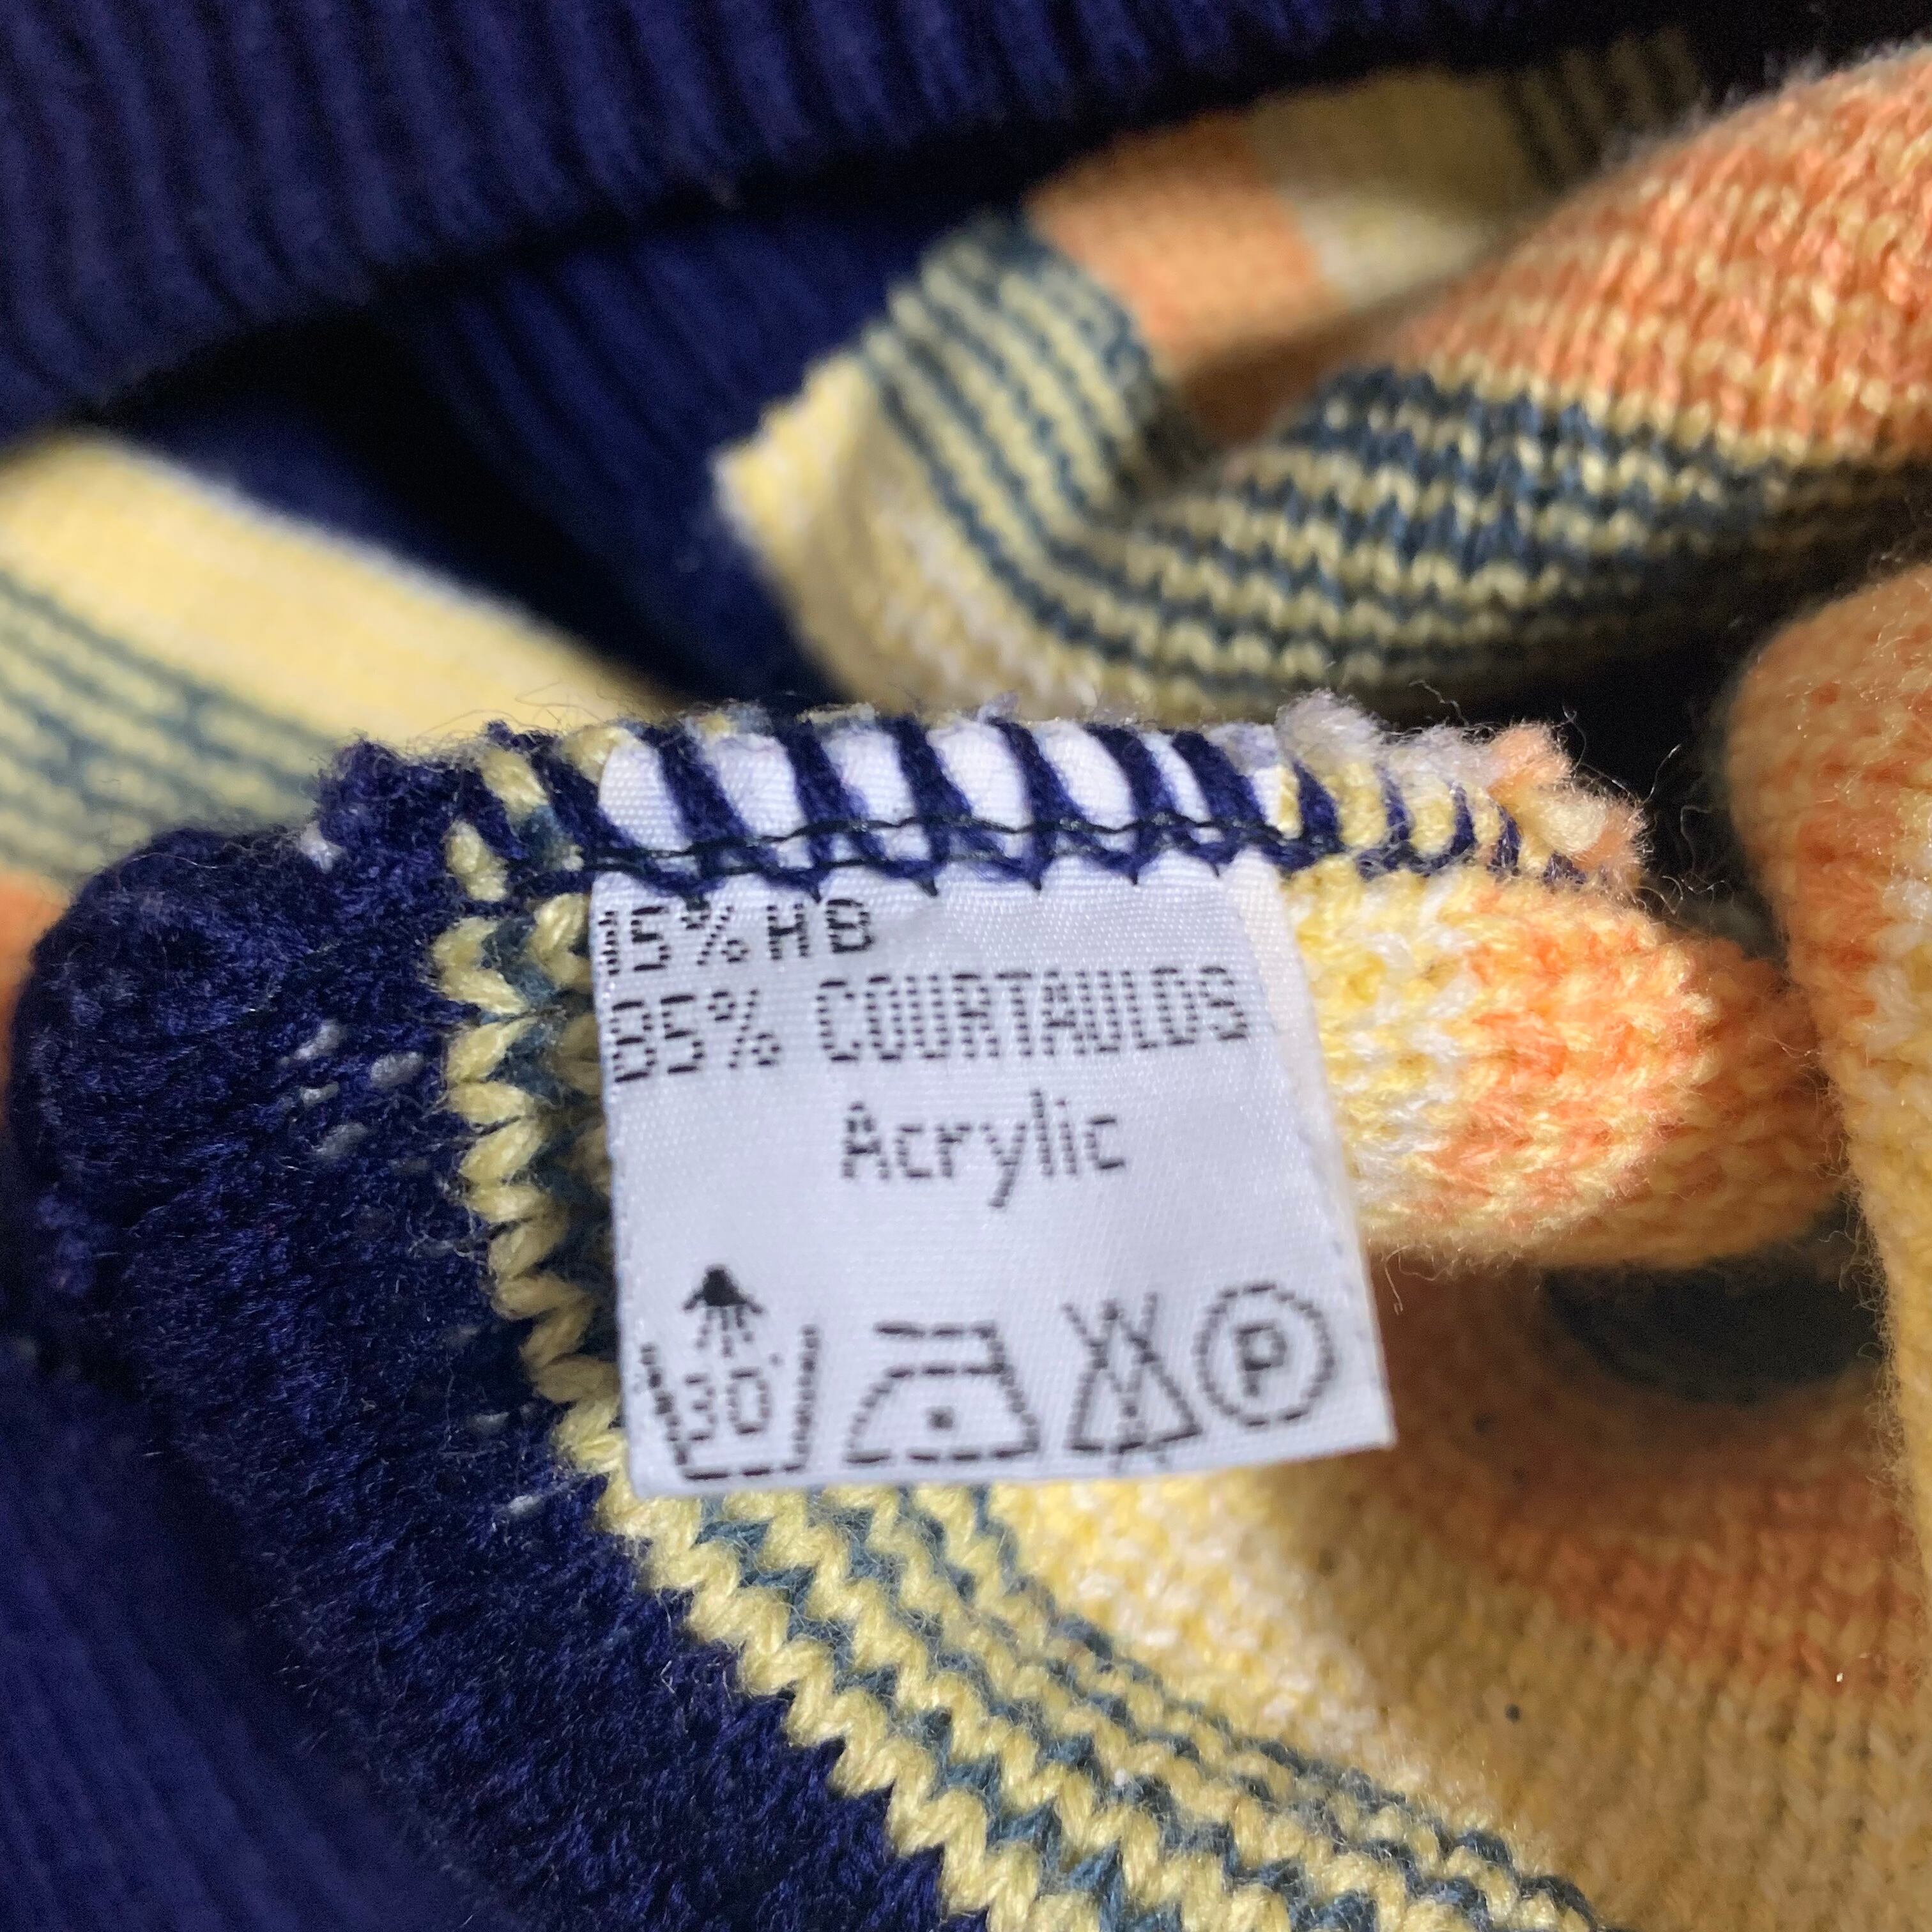 15% HB
85% COURTAULDS
Acrylic
30°
P